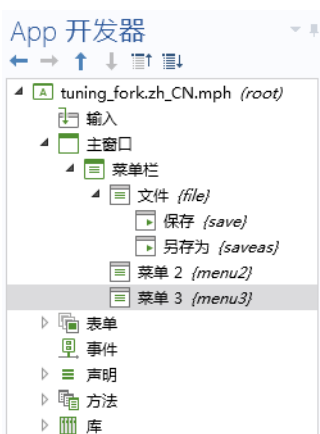 App 开发器
tuning_fork.zh_CN.mph (root)
输入
主窗口
菜单栏
文件 {file}
保存 {save}
另存为 {saveas}
菜单 2 {menu2}
菜单 3 {menu3}
表单
事件
声明
方法
库